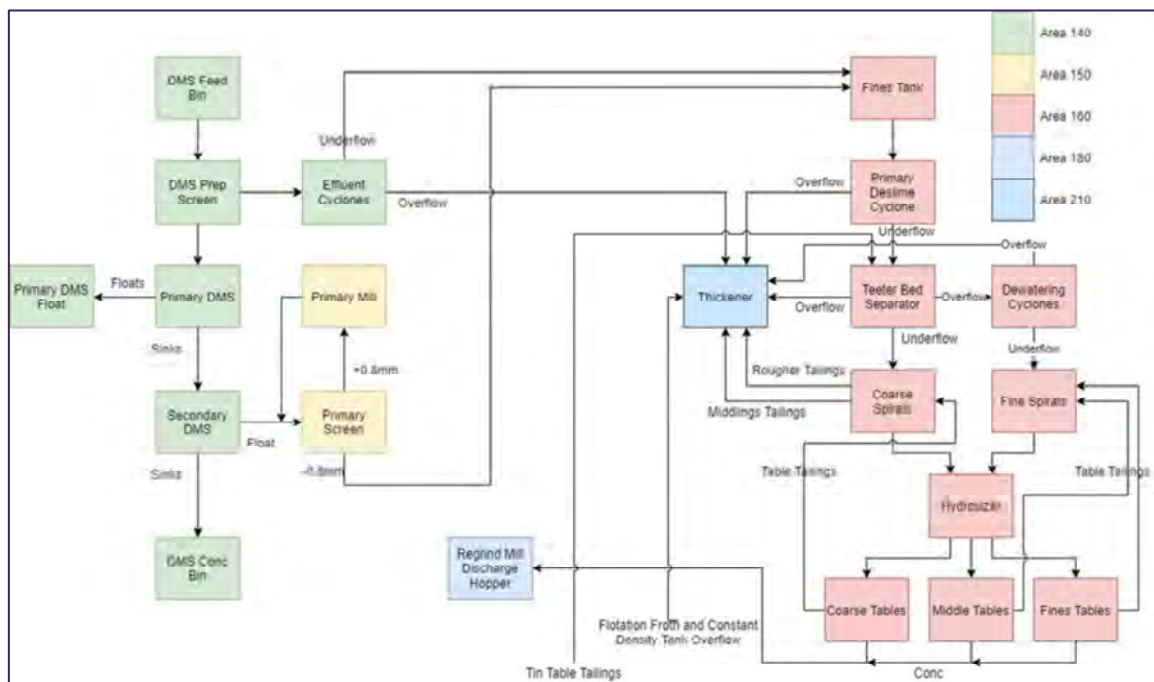 DMS Feed
Bin
Fines Tank
Area 140
Area 150
Area 160
Area 180
Area 210
Underflow
DMS Prep
Screen
Effluent
Cyclones
Overflow
Overflow
Primary
Deslime
Cyclone
Underflow
Overflow
Primary DMS
Float
Floats
Primary DMS
Primary Mill
Thickener
Overflow
Teeter Bed
Separator
Overflow
Dewatering
Cyclones
Sinks
+0.8mm
Underflow
Underflow
Rougher Tailings
Middlings Tailings
Secondary
DMS
Float
Primary
Screen
Coarse
Spirals
Fine Spirals
Sinks
-0.8mm
Table Tailings
Table Tailings
Hydrosizer
DMS Conc
Bin
Regrind Mill
Discharge
Hopper
Coarse Tables
Middle Tables
Fines Tables
Flotation Froth and Constant
Density Tank Overflow
Tin Table Tailings
Conc